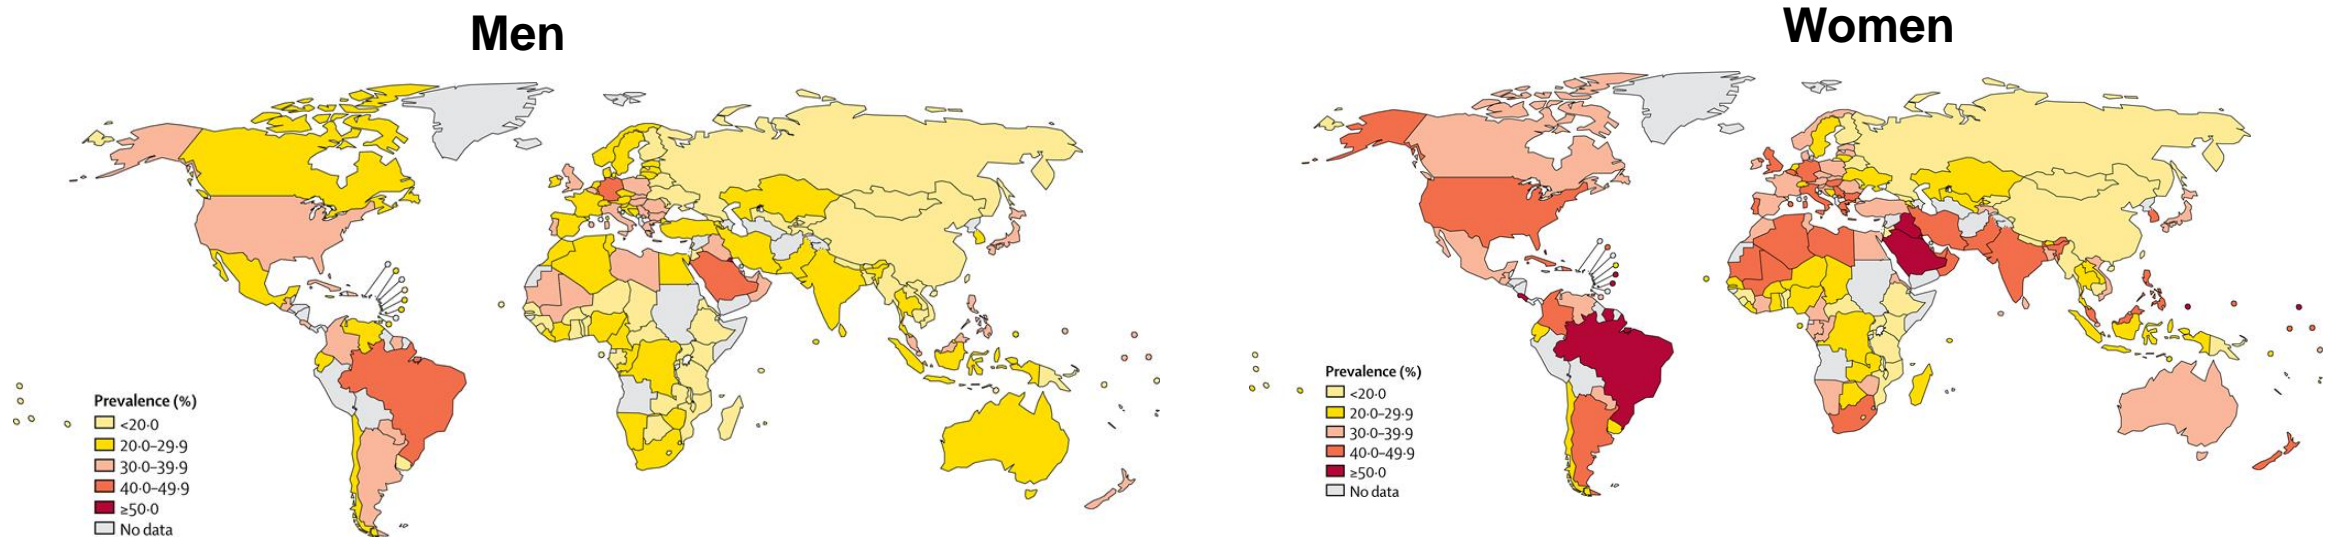 Men
Women
Prevalence (%)
<20·0
20·0–29·9
30·0–39·9
40·0–49·9
≥50·0
No data
Prevalence (%)
<20·0
20·0–29·9
30·0–39·9
40·0–49·9
≥50·0
No data